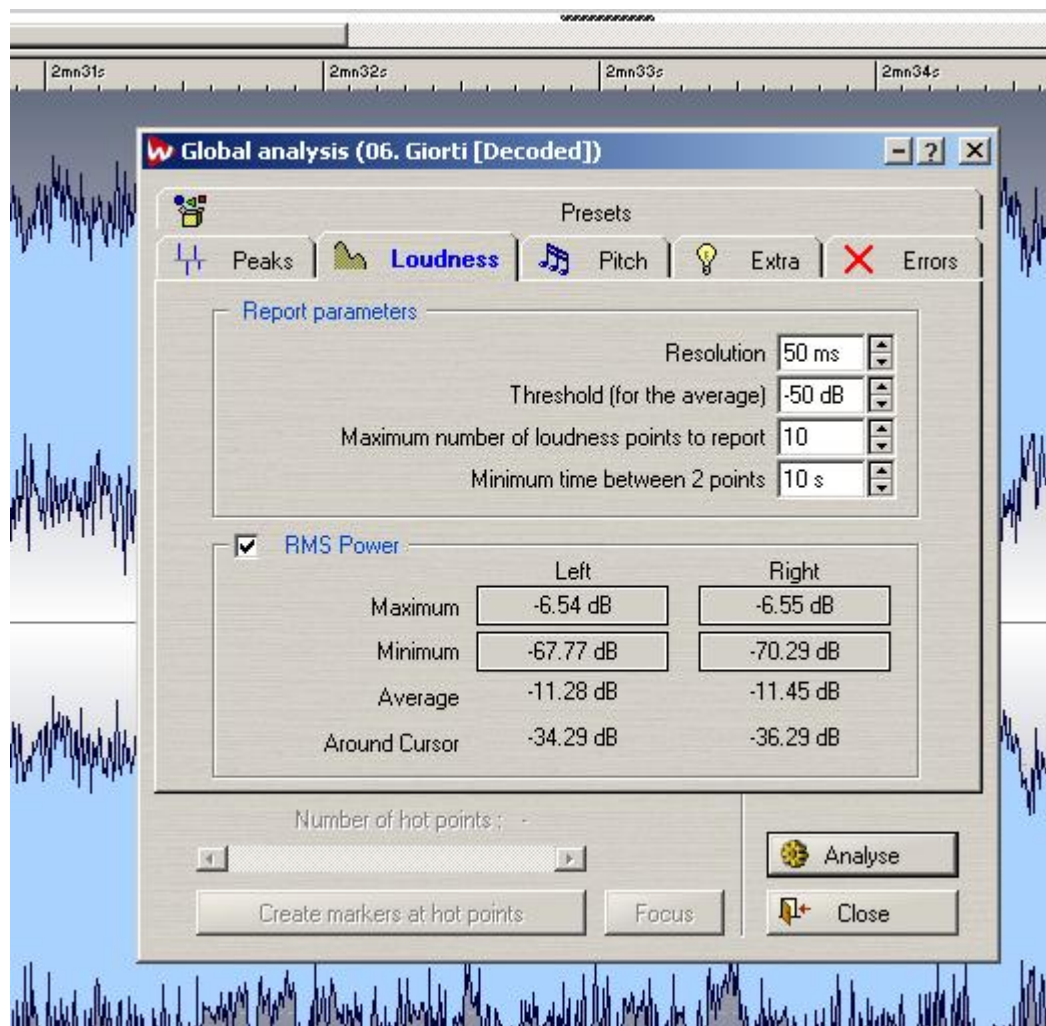 2mn31s 2mn32s 2mn33s 2mn34s
Global analysis (06. Giorti [Decoded])
Presets
Peaks Loudness Pitch Extra Errors
Report parameters
Resolution 50 ms
Threshold (for the average) -50 dB
Maximum number of loudness points to report 10
Minimum time between 2 points 10 s
RMS Power
Left Right
Maximum -6.54 dB -6.55 dB
Minimum -67.77 dB -70.29 dB
Average -11.28 dB -11.45 dB
Around Cursor -34.29 dB -36.29 dB
Number of hot points : -
Analyse
Create markers at hot points Focus Close